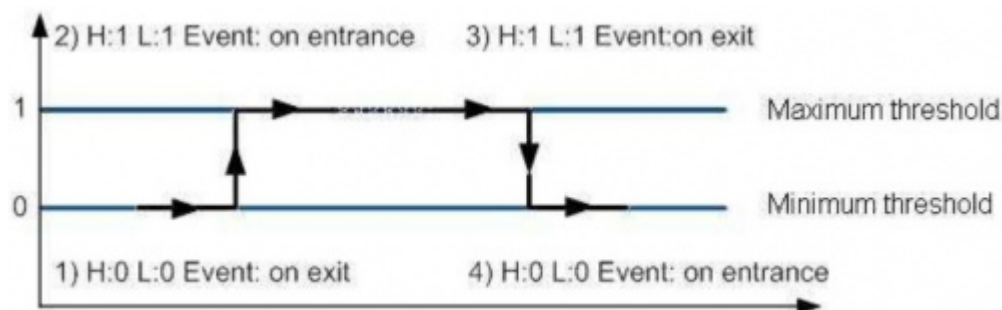 2) H:1 L:1 Event: on entrance
3) H:1 L:1 Event:on exit
1
Maximum threshold
0
Minimum threshold
1) H:0 L:0 Event: on exit
4) H:0 L:0 Event: on entrance